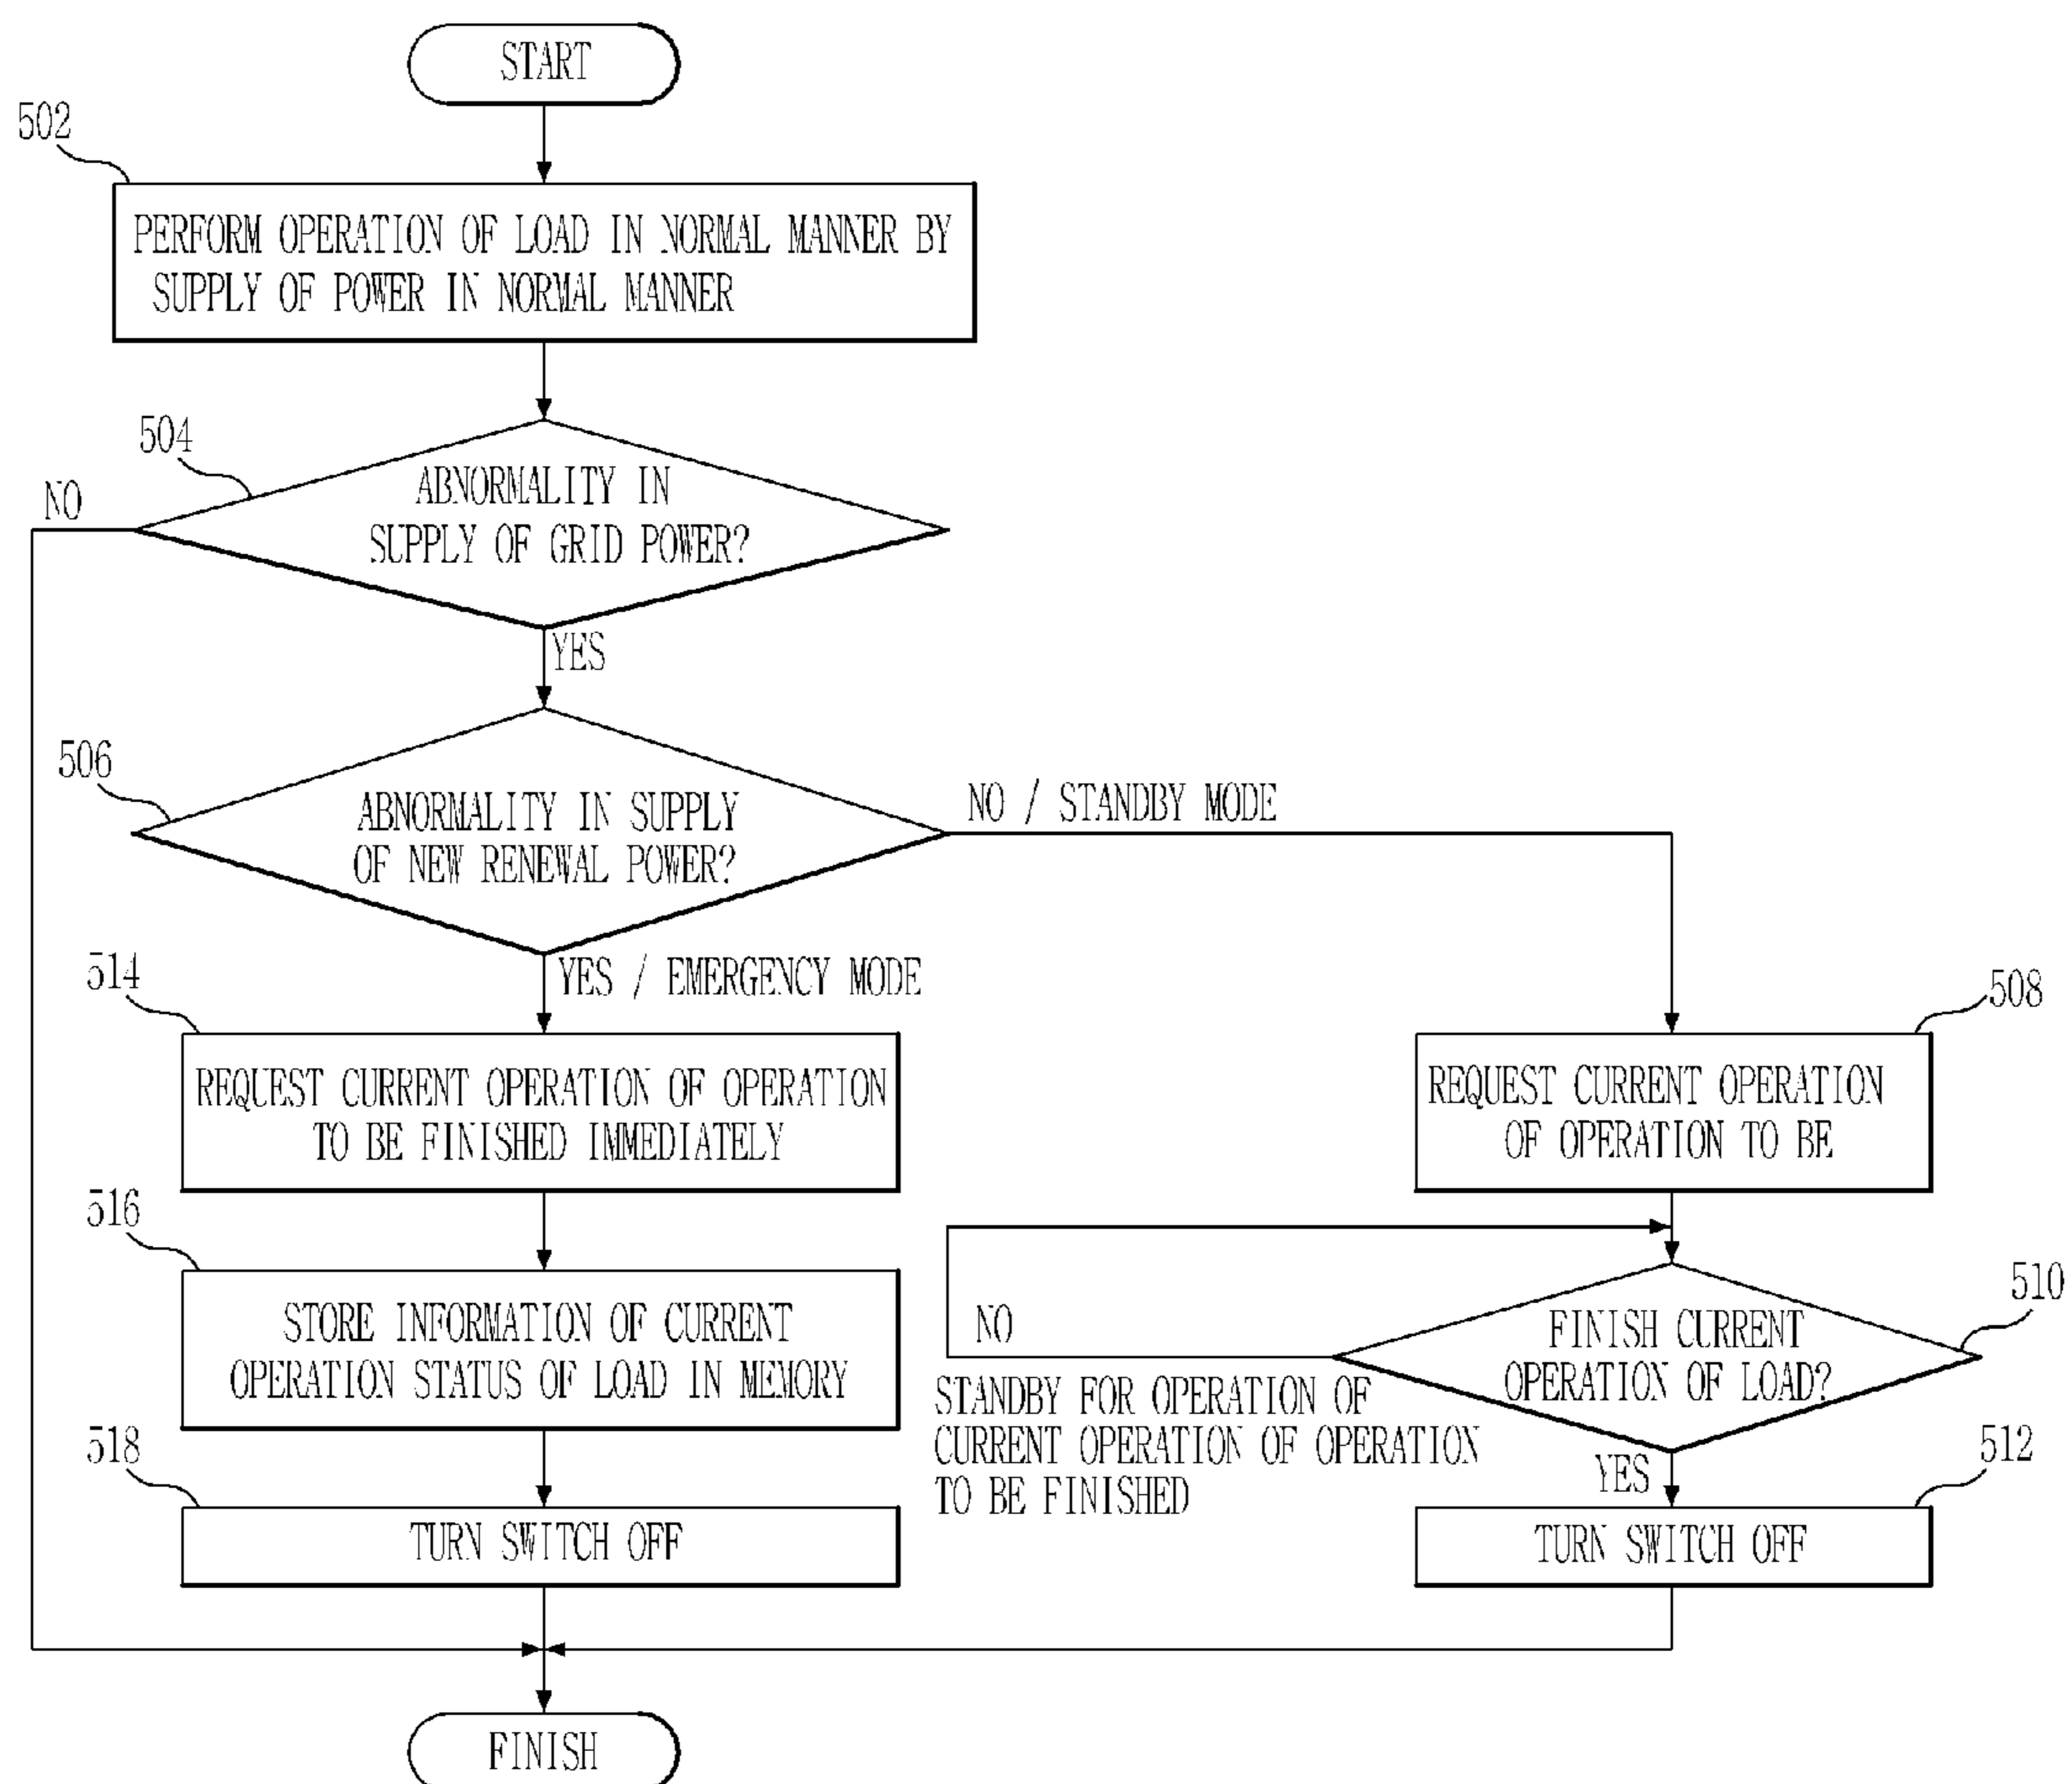 START
502
PERFORM OPERATION OF LOAD IN NORMAL MANNER BY
SUPPLY OF POWER IN NORMAL MANNER
504
NO
ABNORMALITY IN
SUPPLY OF GRID POWER?
YES
506
ABNORMALITY IN SUPPLY
OF NEW RENEWAL POWER?
NO / STANDBY MODE
YES / EMERGENCY MODE
514
REQUEST CURRENT OPERATION OF OPERATION
TO BE FINISHED IMMEDIATELY
508
REQUEST CURRENT OPERATION
OF OPERATION TO BE
516
STORE INFORMATION OF CURRENT
OPERATION STATUS OF LOAD IN MEMORY
510
FINISH CURRENT
OPERATION OF LOAD?
NO
STANDBY FOR OPERATION OF
CURRENT OPERATION OF OPERATION
TO BE FINISHED
YES
518
TURN SWITCH OFF
512
TURN SWITCH OFF
FINISH